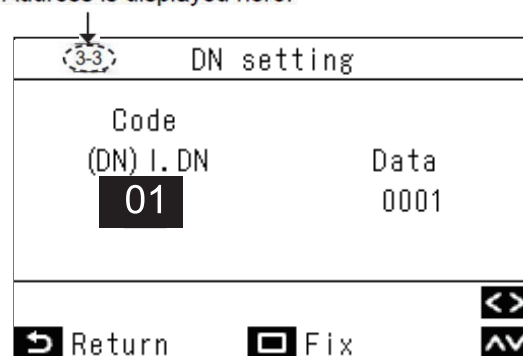 Address is displayed here.
(3-3) DN setting
Code
(DN) I.DN Data
01 0001
< >
Return Fix